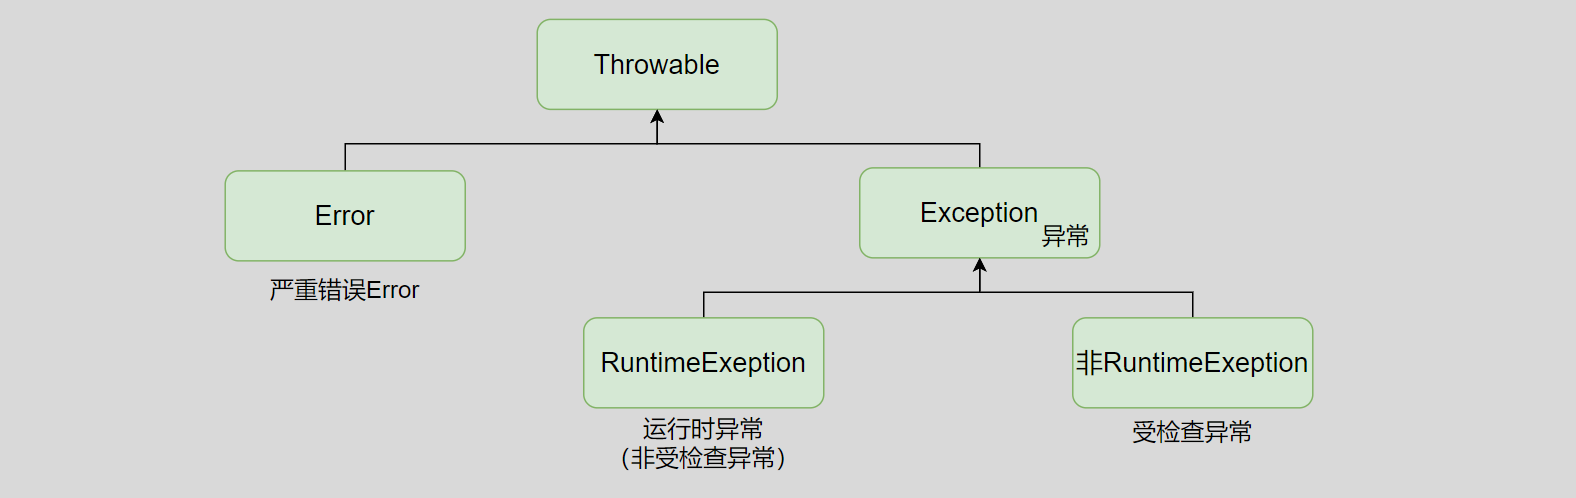 Throwable
Error
Exception
异常
严重错误Error
RuntimeExeption
非RuntimeExeption
运行时异常
（非受检查异常）
受检查异常